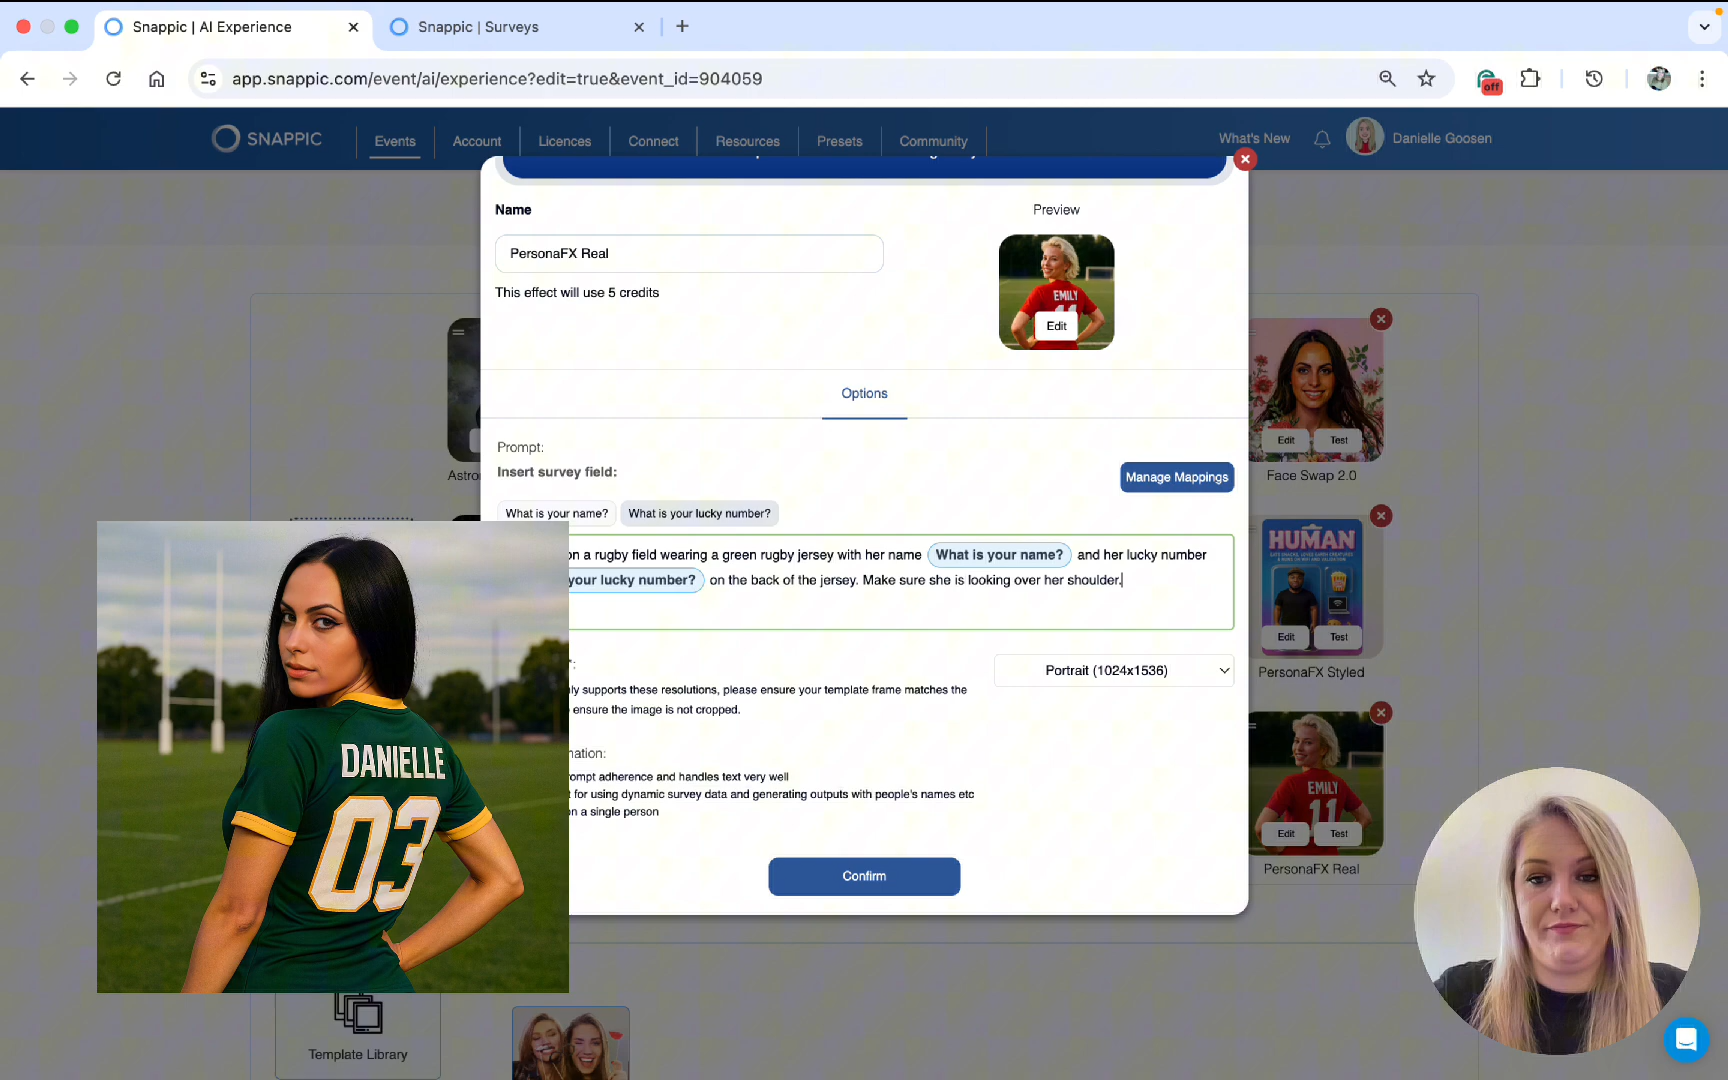 Snappic | AI Experience
Snappic | Surveys
app.snappic.com/event/ai/experience?edit=true&event_id=904059
off
SNAPPIC
Events
Account
Licences
Connect
Resources
Presets
Community
What's New
Danielle Goosen
Name
Preview
PersonaFX Real
This effect will use 5 credits
EMILY
Edit
Options
Prompt:
Insert survey field:
Manage Mappings
What is your name?
What is your lucky number?
on a rugby field wearing a green rugby jersey with her name What is your name? and her lucky number
your lucky number? on the back of the jersey. Make sure she is looking over her shoulder.
Portrait (1024x1536)
supports these resolutions, please ensure your template frame matches the
ensure the image is not cropped.
adherence and handles text very well
for using dynamic survey data and generating outputs with people's names etc
on a single person
Confirm
DANIELLE
03
Edit
Test
Face Swap 2.0
HUMAN
Edit
Test
PersonaFX Styled
EMILY
11
Edit
Test
PersonaFX Real
Template Library